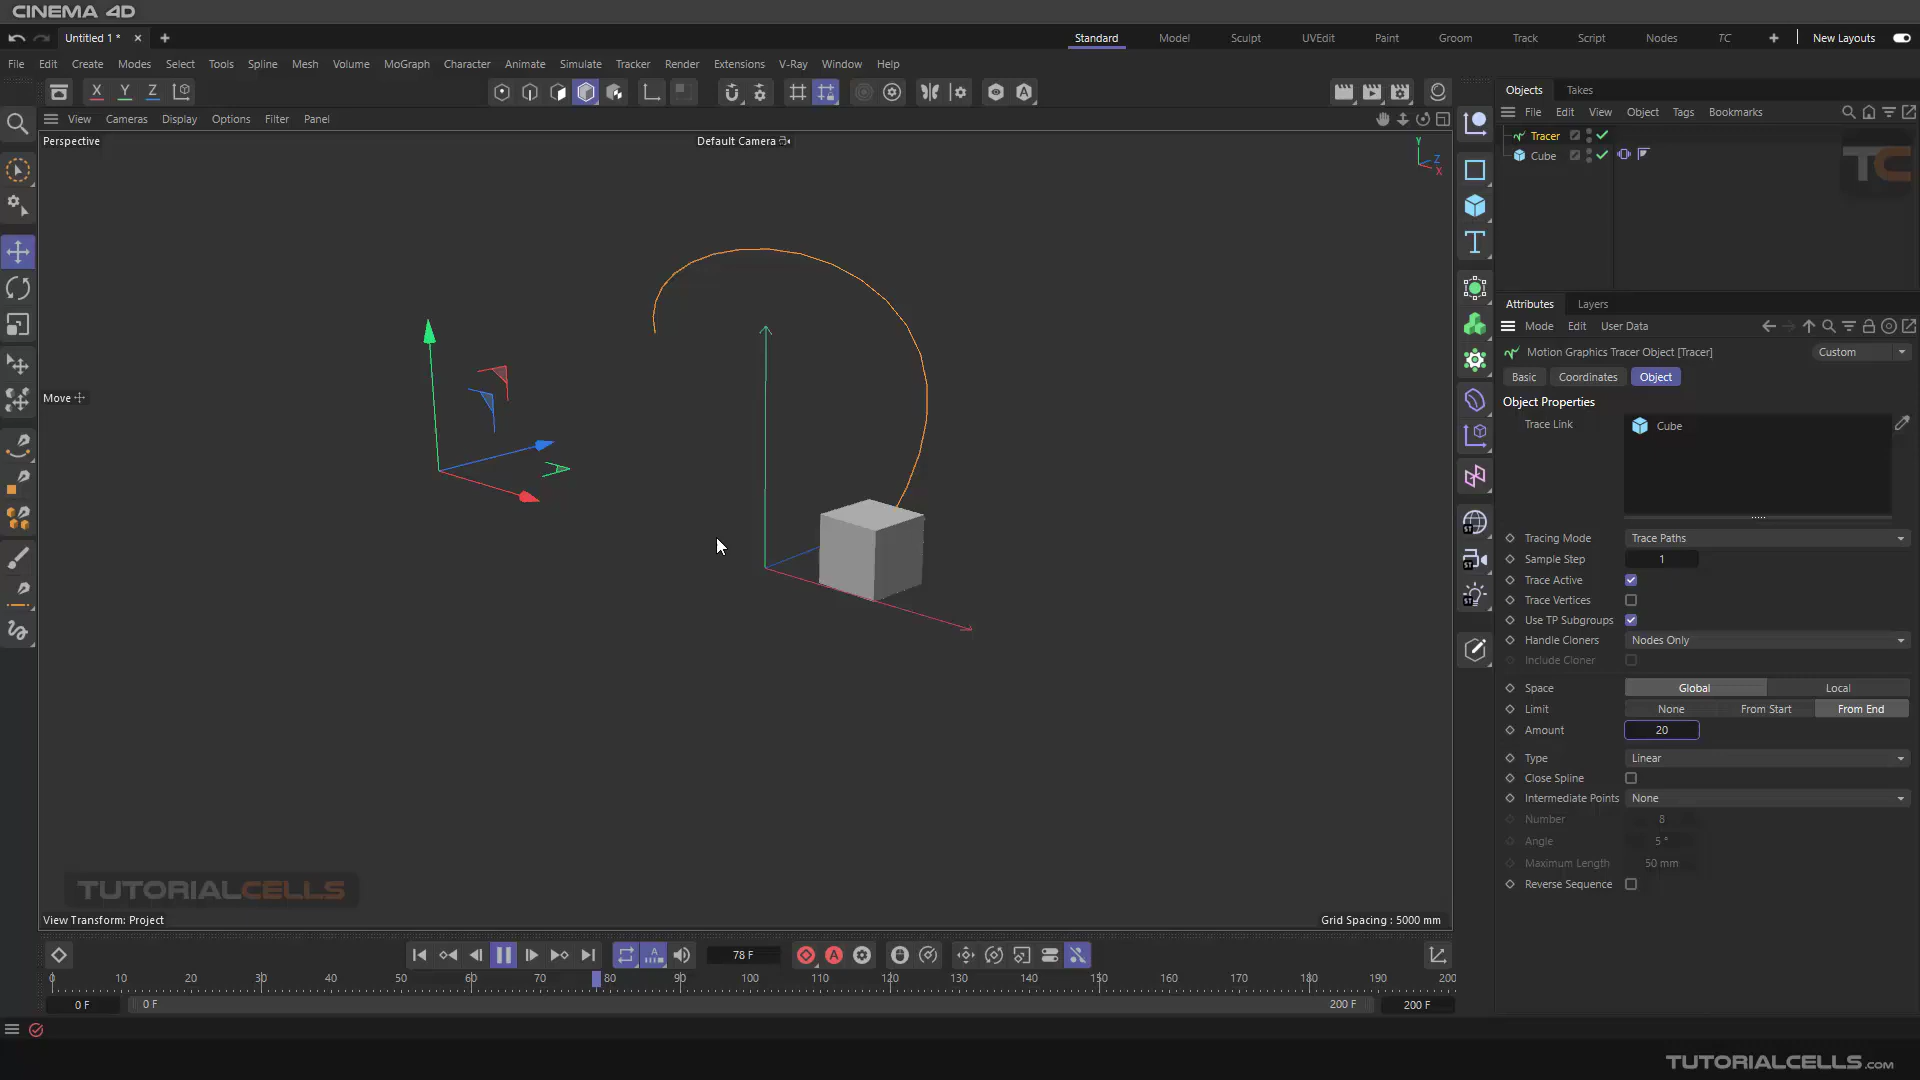 CINEMA 4D
Untitled 1 *
Standard
Model
Sculpt
UVEdit
Paint
Groom
Track
Script
Nodes
TC
New Layouts
File Edit Create Modes Select Tools Spline Mesh Volume MoGraph Character Animate Simulate Tracker Render Extensions V-Ray Window Help
X Y Z
View Cameras Display Options Filter Panel
Perspective
Default Camera
Y
Z
X
Move
TUTORIALCELLS
View Transform: Project
Grid Spacing : 5000 mm
Objects Takes
File Edit View Object Tags Bookmarks
Tracer
Cube
TC
Attributes Layers
Mode Edit User Data
Motion Graphics Tracer Object [Tracer]
Custom
Basic Coordinates Object
Object Properties
Trace Link
Cube
Tracing Mode Trace Paths
Sample Step 1
Trace Active
Trace Vertices
Use TP Subgroups
Handle Cloners Nodes Only
Include Cloner
Space Global Local
Limit None From Start From End
Amount 20
Type Linear
Close Spline
Intermediate Points None
Number 8
Angle 5 °
Maximum Length 50 mm
Reverse Sequence
78 F
0 10 20 30 40 50 60 70 80 90 100 110 120 130 140 150 160 170 180 190 200
0 F
0 F
200 F
200 F
TUTORIALCELLS.COM